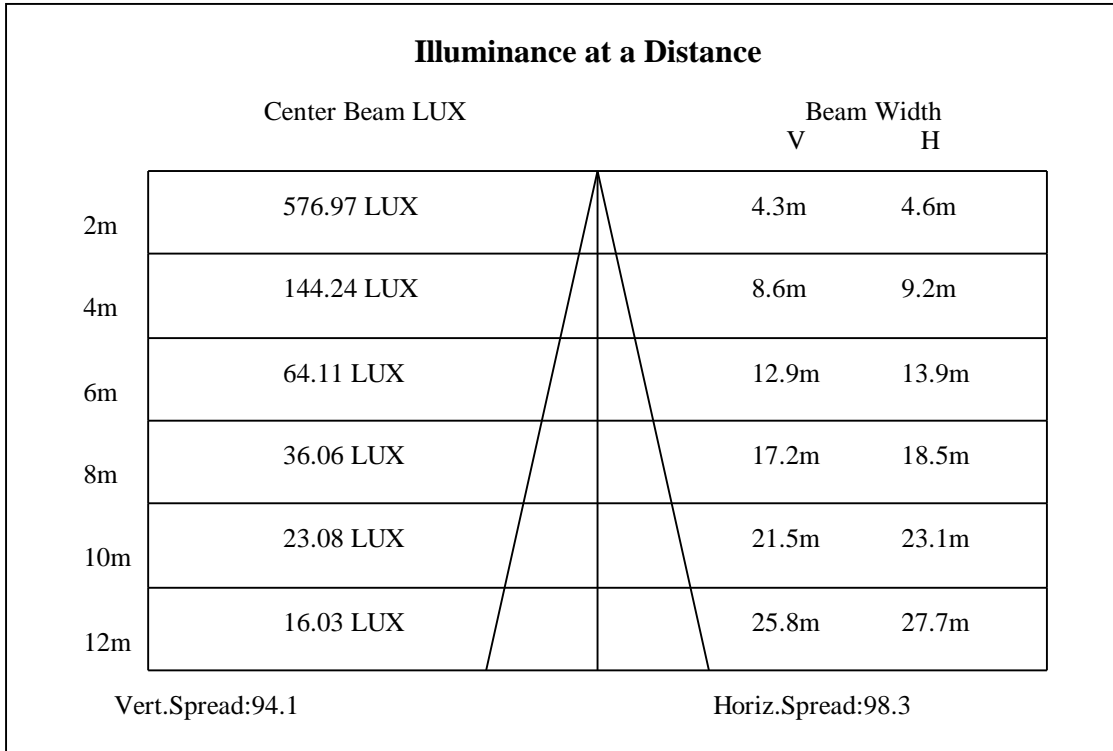 Illuminance at a Distance
Center Beam LUX Beam Width
V H
2m 576.97 LUX 4.3m 4.6m
4m 144.24 LUX 8.6m 9.2m
6m 64.11 LUX 12.9m 13.9m
8m 36.06 LUX 17.2m 18.5m
10m 23.08 LUX 21.5m 23.1m
12m 16.03 LUX 25.8m 27.7m
Vert.Spread:94.1 Horiz.Spread:98.3